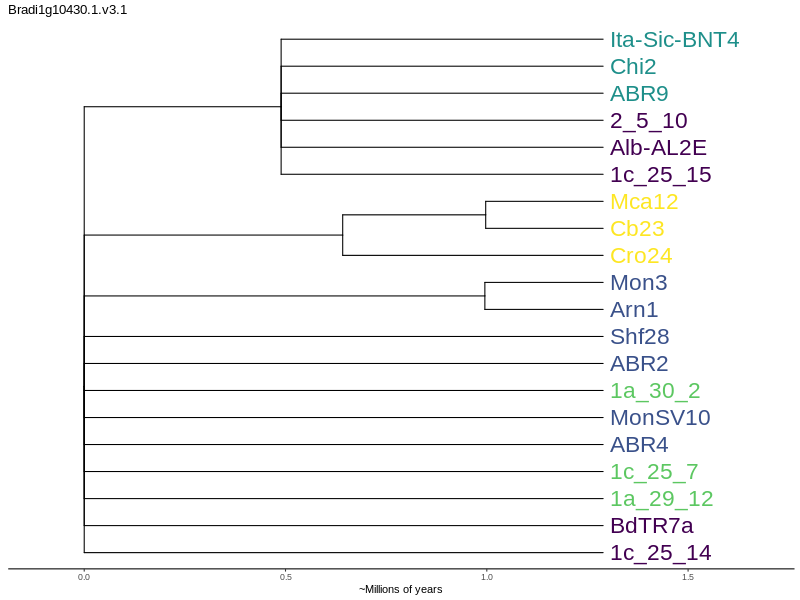 Bradi1g10430.1.v3.1
Ita-Sic-BNT4
Chi2
ABR9
2_5_10
Alb-AL2E
1c_25_15
Mca12
Cb23
Cro24
Mon3
Arn1
Shf28
ABR2
1a_30_2
MonSV10
ABR4
1c_25_7
1a_29_12
BdTR7a
1c_25_14
0.0 0.5 1.0 1.5
~Millions of years